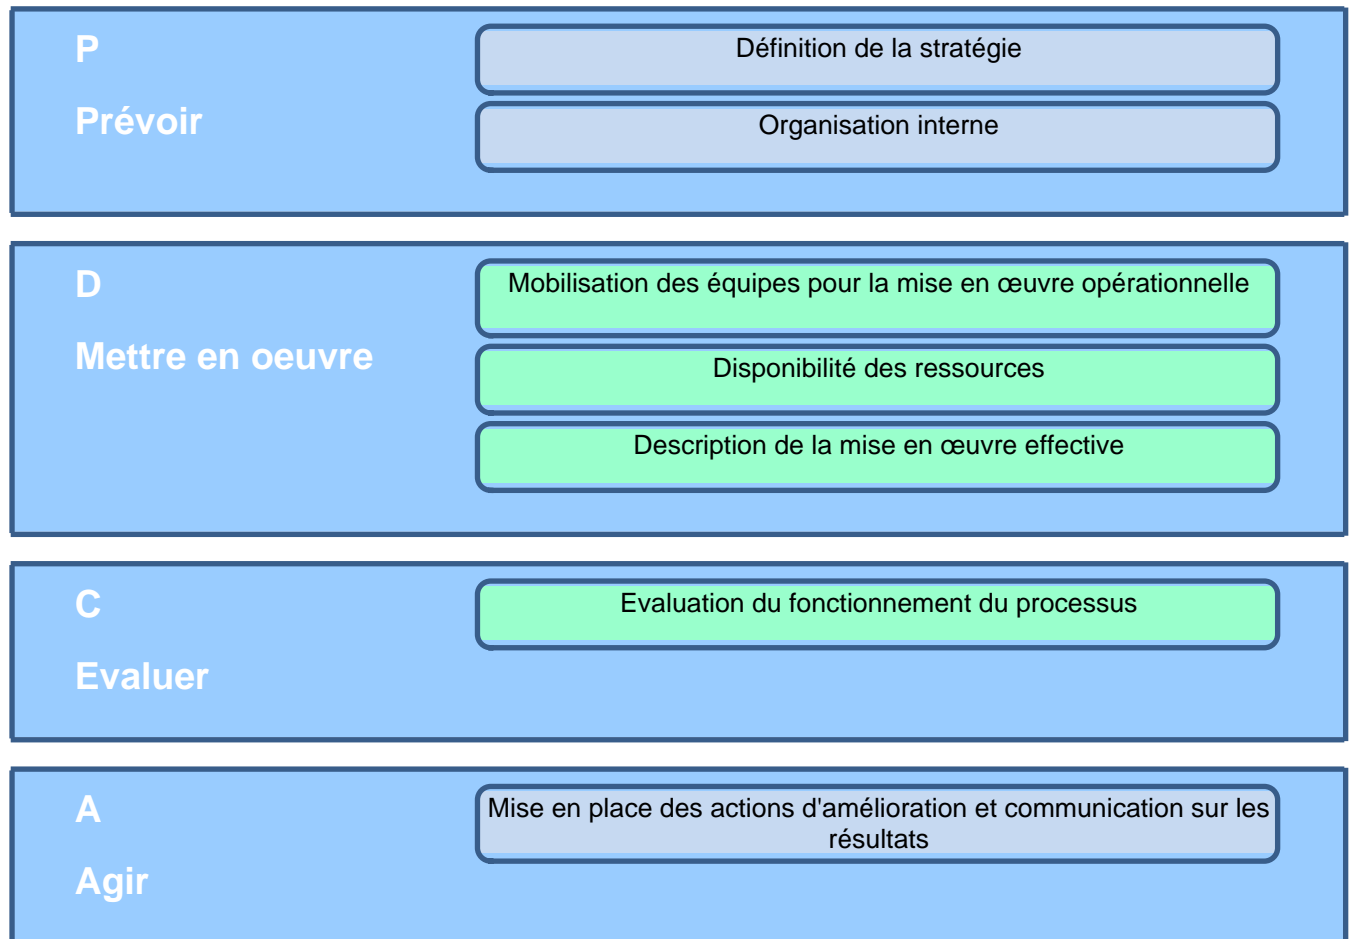 P
Prévoir
Définition de la stratégie
Organisation interne
D
Mettre en oeuvre
Mobilisation des équipes pour la mise en œuvre opérationnelle
Disponibilité des ressources
Description de la mise en œuvre effective
C
Evaluer
Evaluation du fonctionnement du processus
A
Agir
Mise en place des actions d'amélioration et communication sur les
résultats